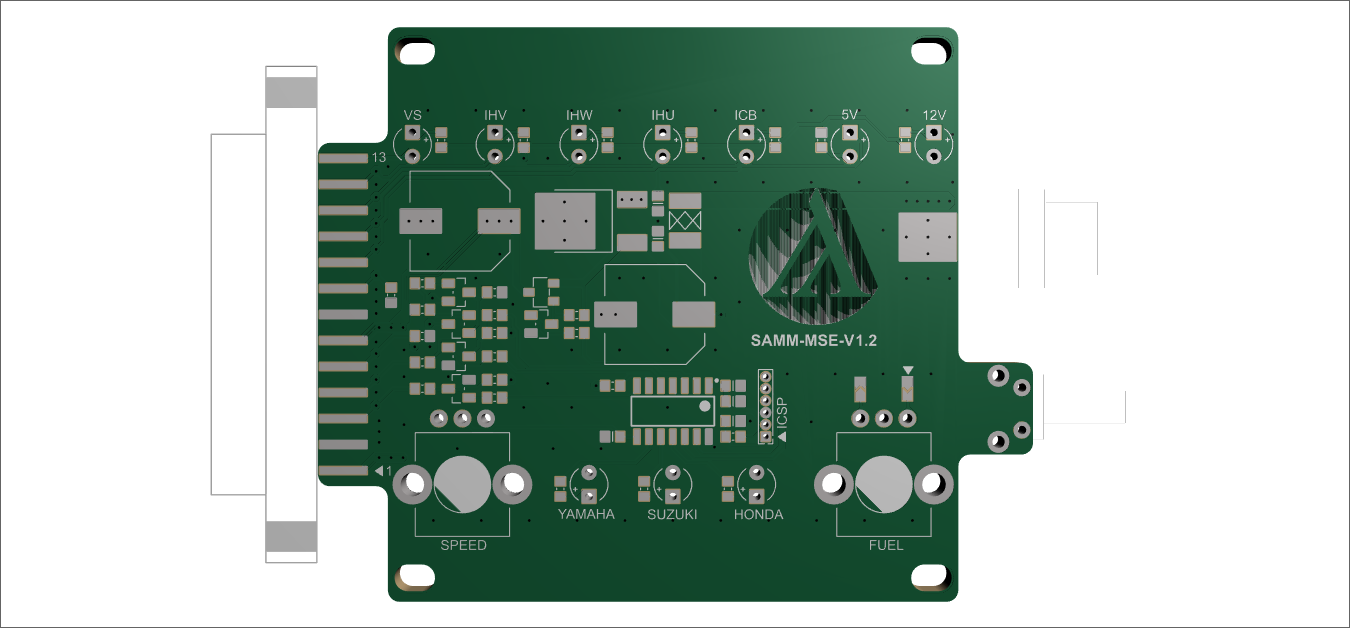 VS IHV IHW IHU ICB 5V 12V
13
SAMM-MSE-V1.2
ICSP
1
YAMAHA SUZUKI HONDA
SPEED FUEL